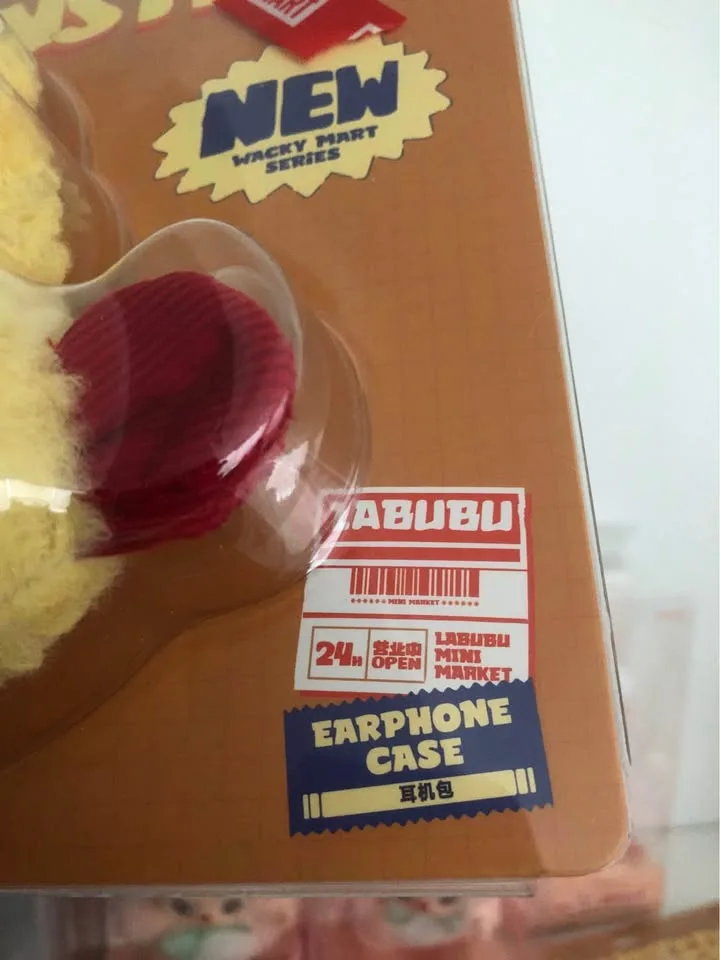 NEW
WACKY MART
SERIES
LABUBU
MINI MARKET
24H
营业中
OPEN
LABUBU
MINI
MARKET
EARPHONE
CASE
耳机包